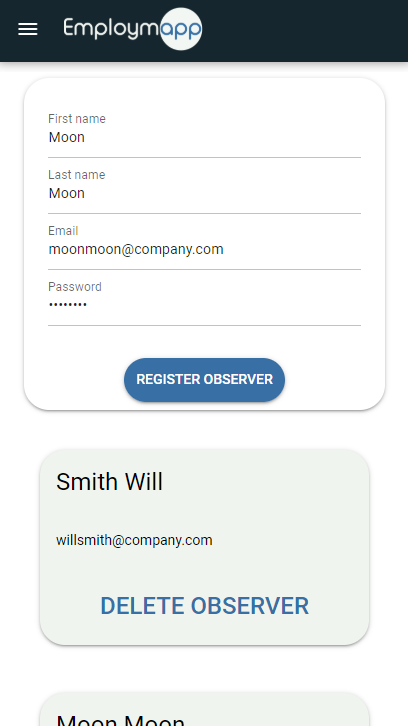 Employmapp
First name
Moon
Last name
Moon
Email
moonmoon@company.com
Password
••••••••
REGISTER OBSERVER
Smith Will
willsmith@company.com
DELETE OBSERVER
Moon Moon